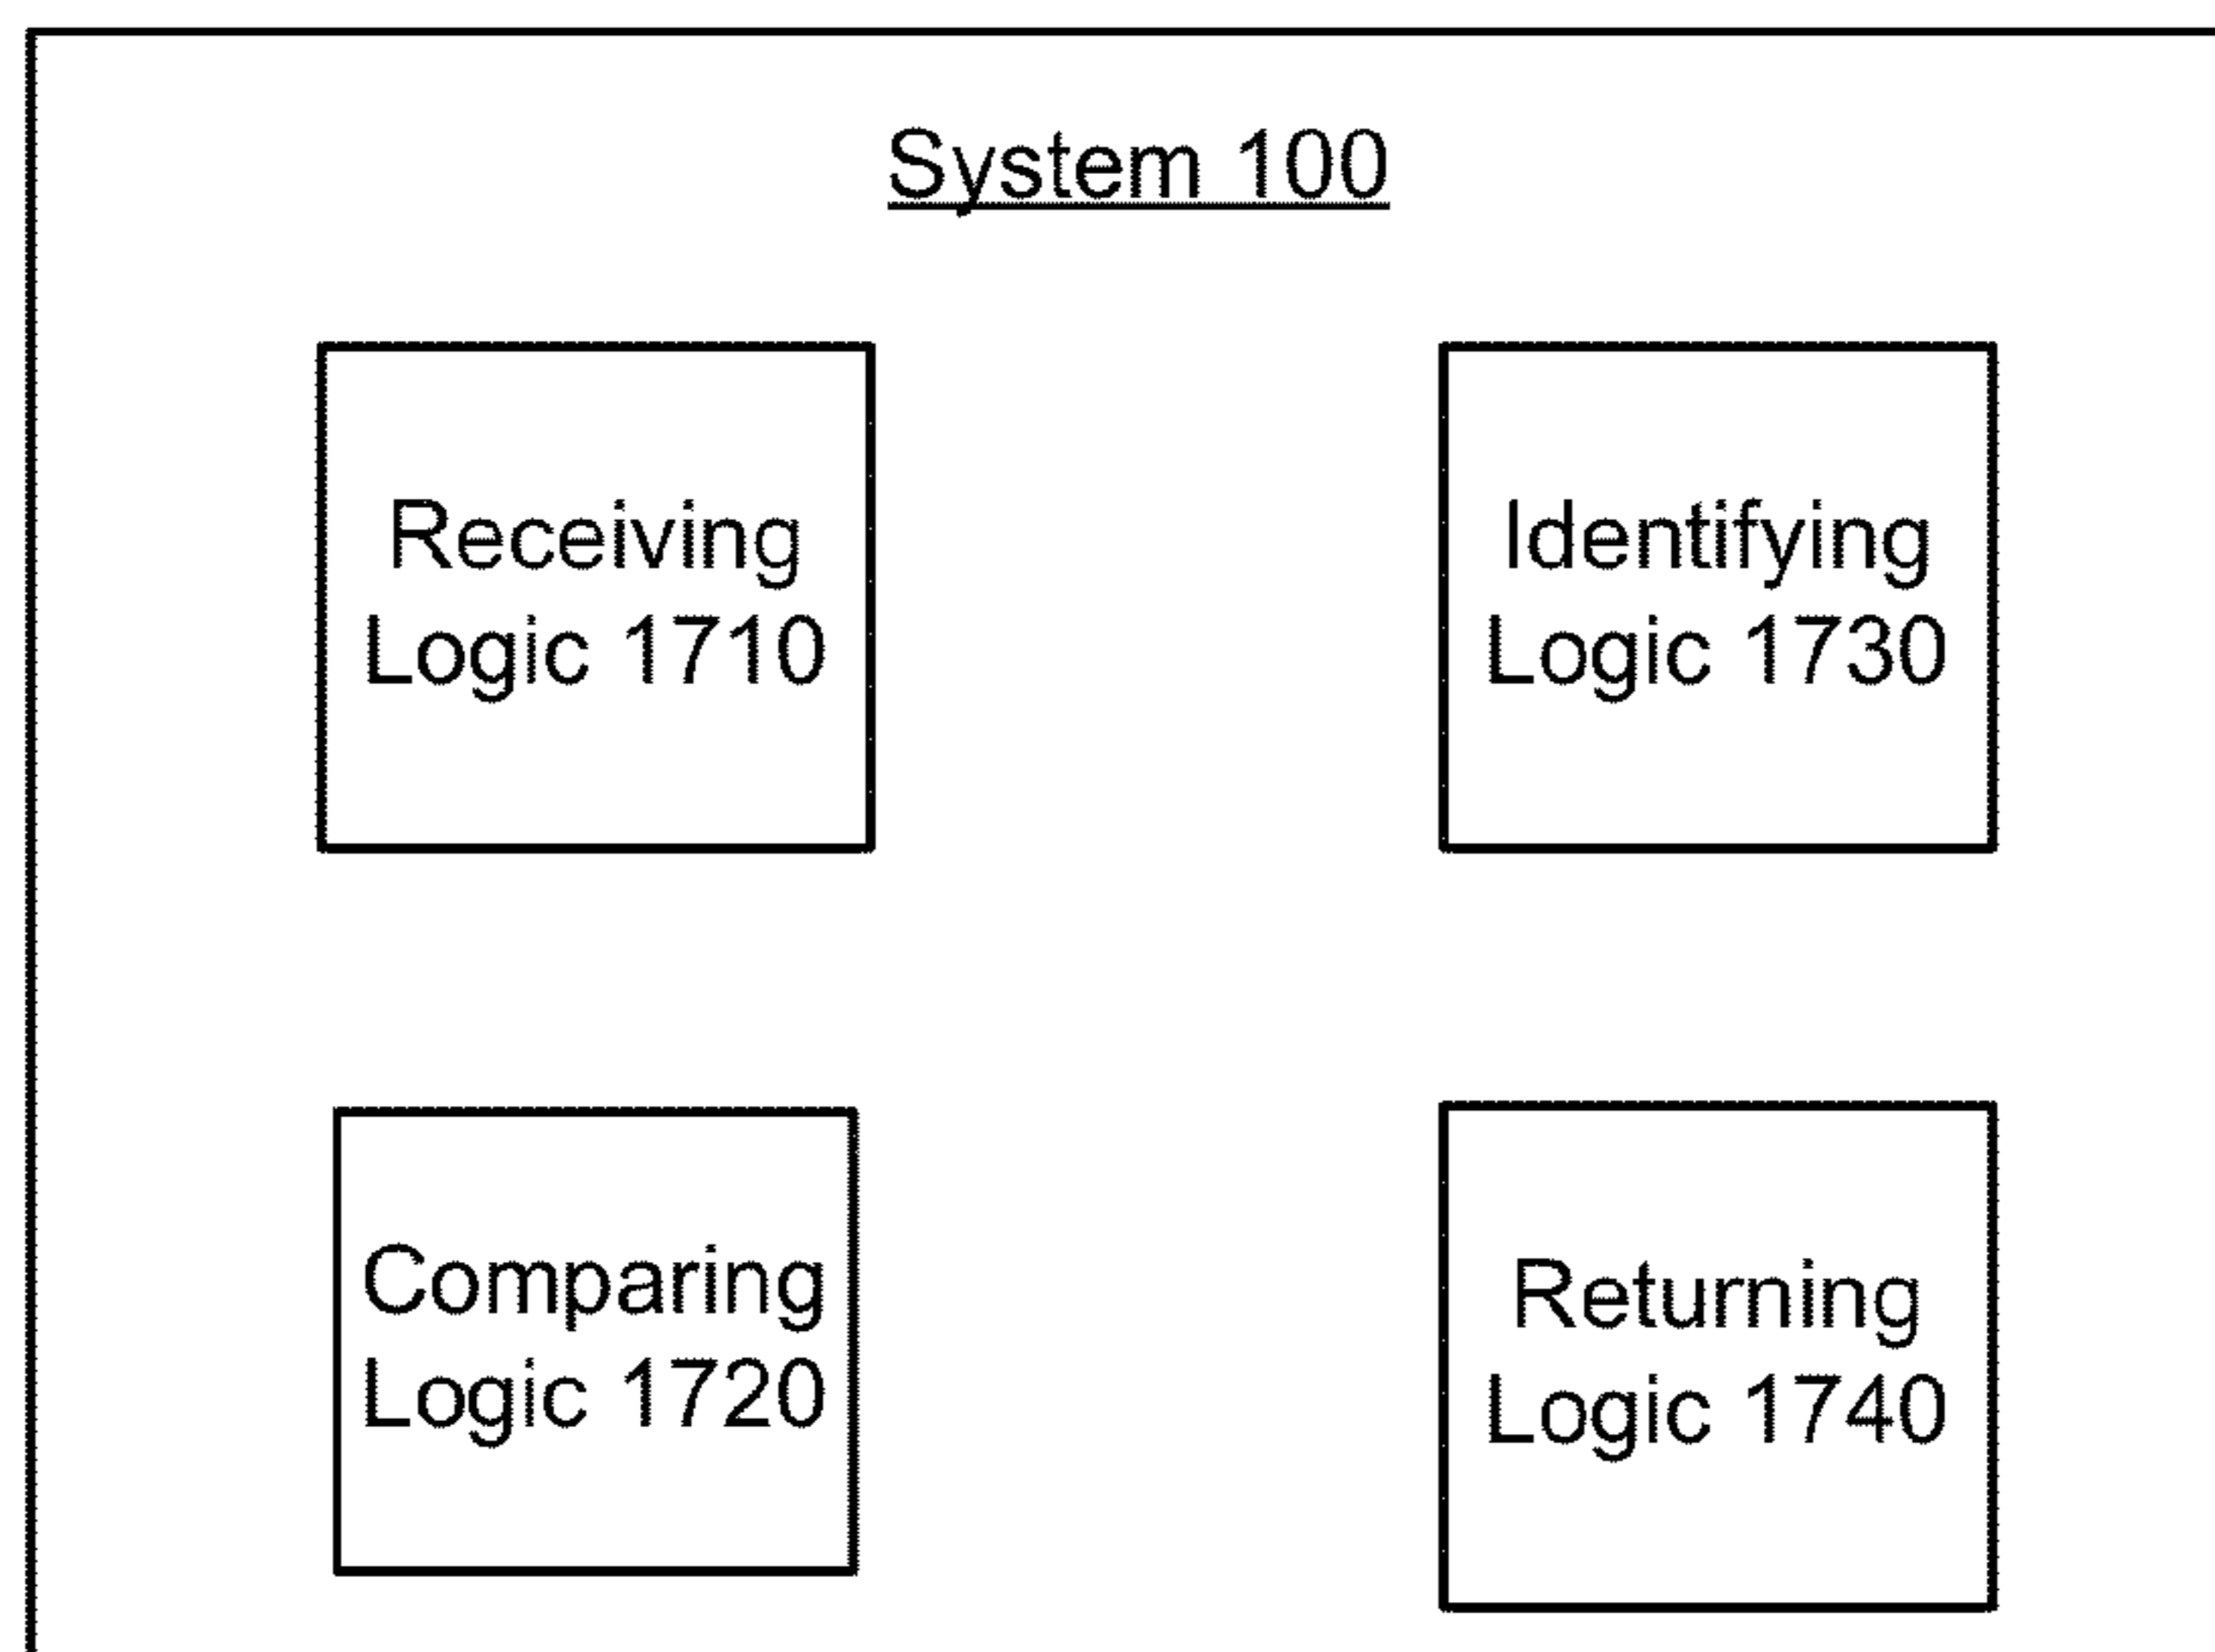 System 100
Receiving
Logic 1710
Identifying
Logic 1730
Comparing
Logic 1720
Returning
Logic 1740